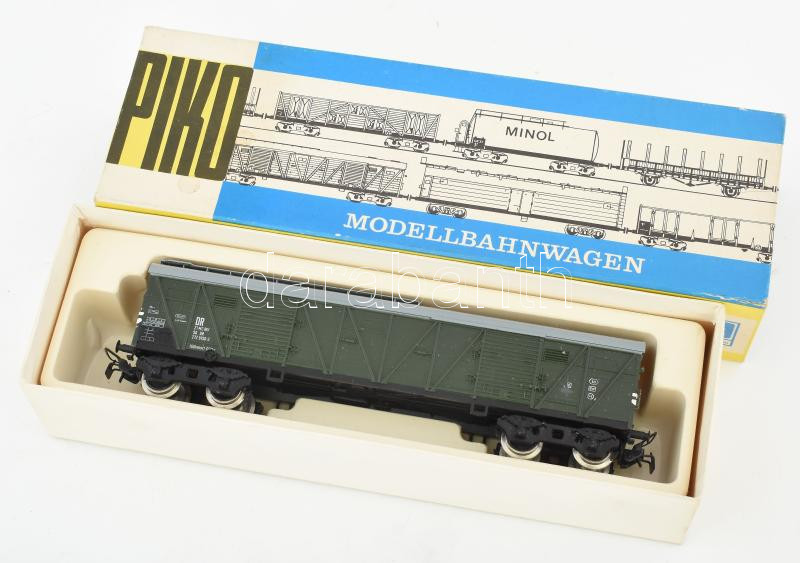 PIKO
MINOL
MODELLBAHNWAGEN
darabanth
DR